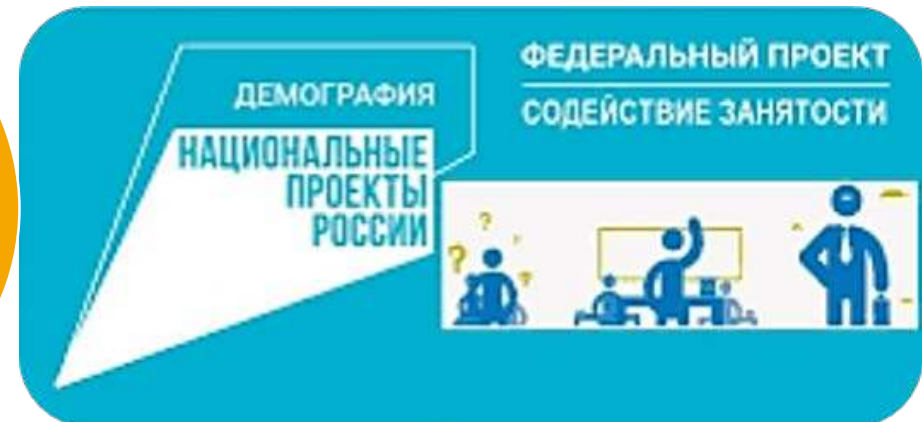 ДЕМОГРАФИЯ
НАЦИОНАЛЬНЫЕ
ПРОЕКТЫ
РОССИИ
ФЕДЕРАЛЬНЫЙ ПРОЕКТ
СОДЕЙСТВИЕ ЗАНЯТОСТИ